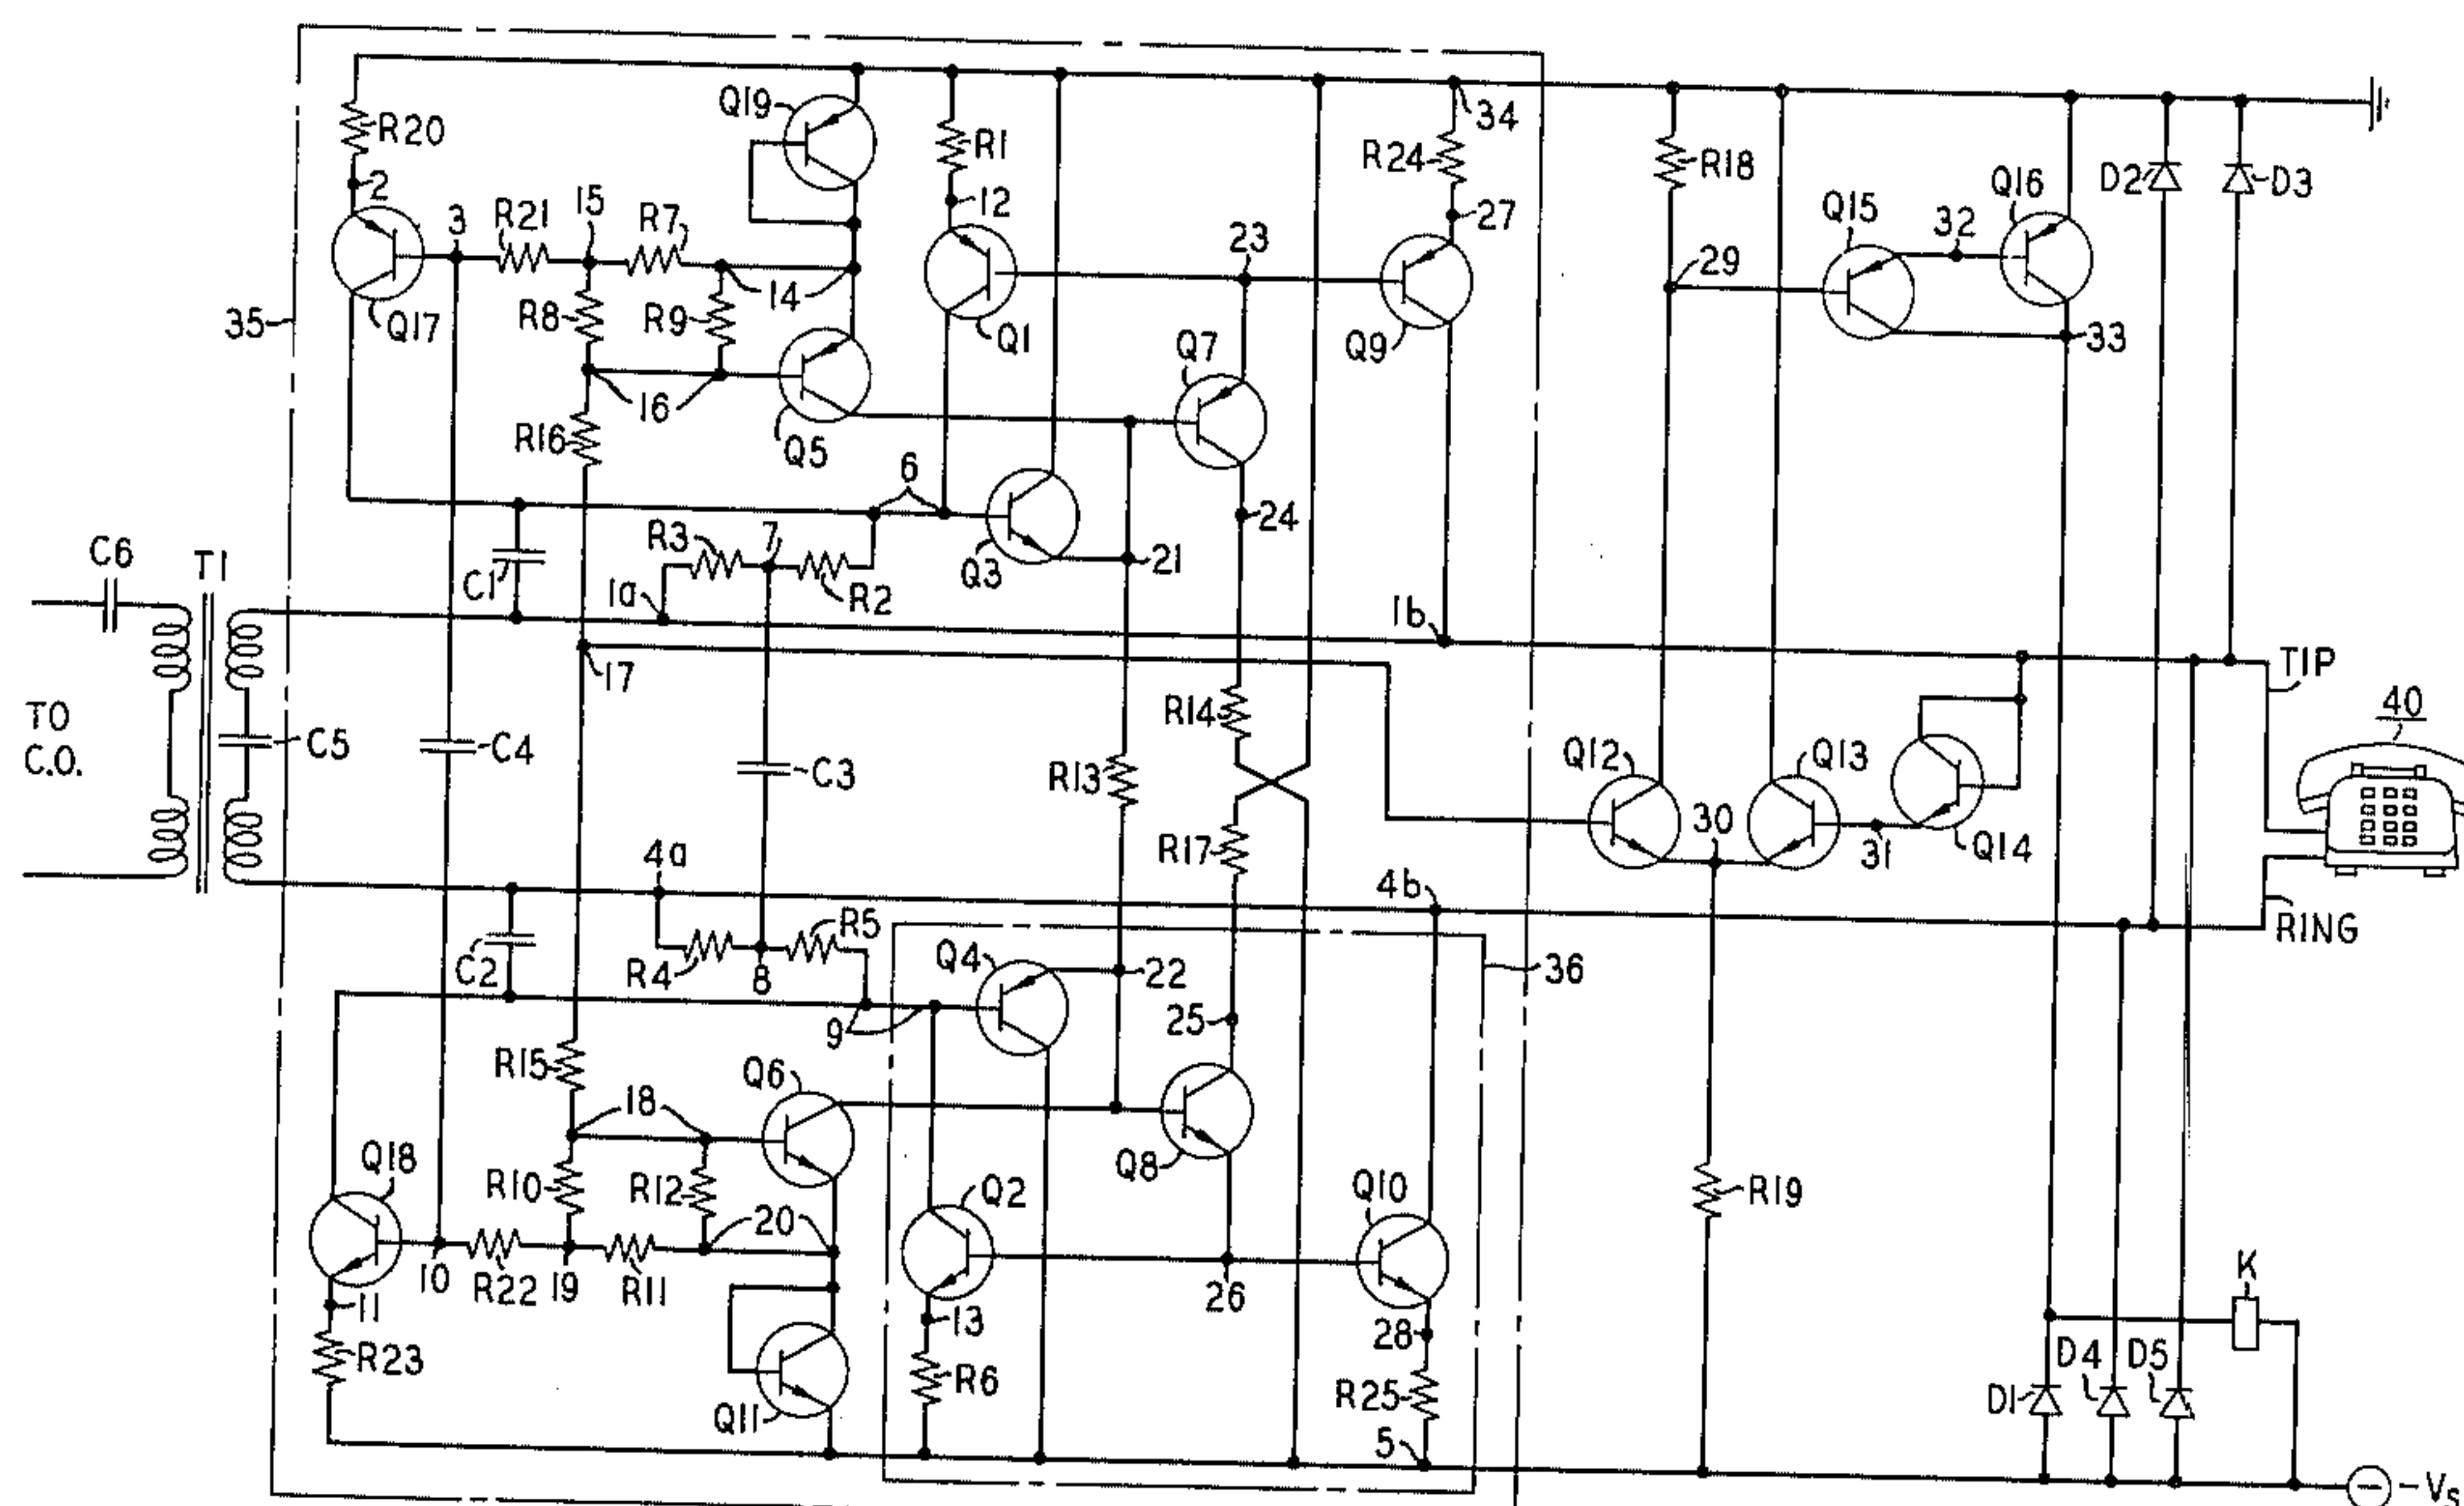 Q19
R20
R1
34
R24
R18
D2
D3
Q16
2
12
27
Q15
32
3
R21
15
R7
23
29
14
R8
R9
35
Q17
Q1
Q9
33
Q7
16
R16
Q5
6
24
C6
T1
R3
7
Q3
21
C1
R2
1a
1b
17
TIP
TO
C.O.
C5
C4
C3
R14
R13
40
Q12
Q13
30
31
Q14
R17
4a
4b
R5
RING
C2
R4
8
Q4
22
36
9
25
R15
Q6
18
Q18
R10
R12
Q8
Q2
Q10
R19
20
10
R22
19
R11
26
K
11
13
28
R23
R6
D4
D5
D1
Q11
R25
5
-Vs